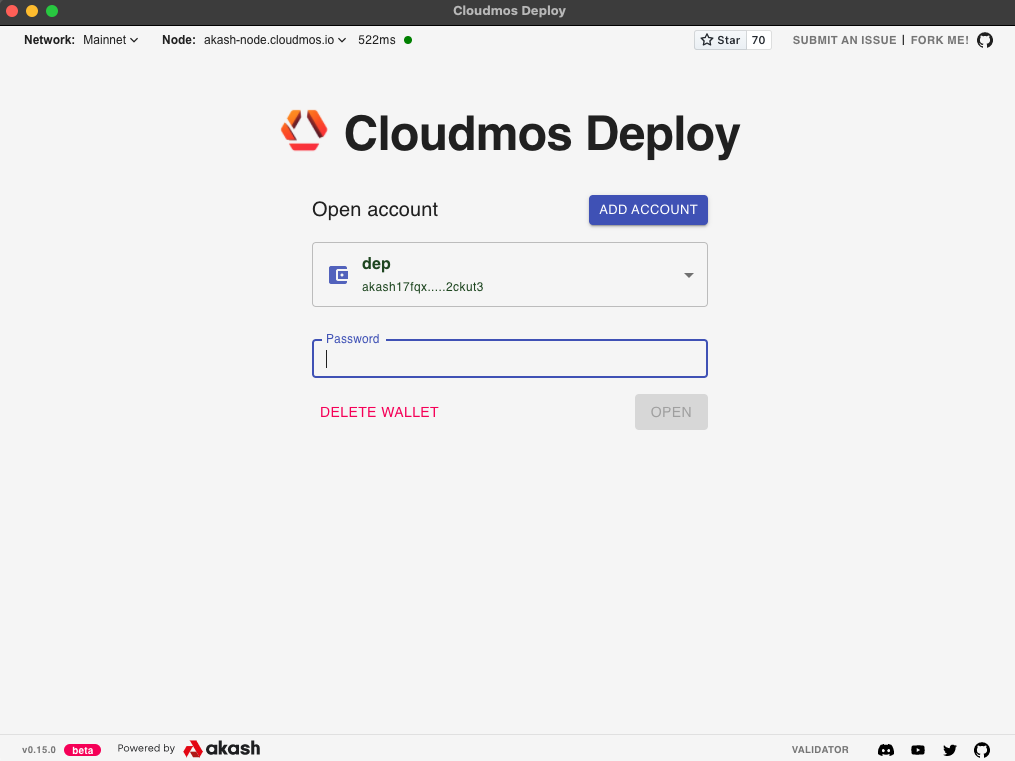 Cloudmos Deploy
Network: Mainnet Node: akash-node.cloudmos.io 522ms Star 70 SUBMIT AN ISSUE | FORK ME!
Cloudmos Deploy
Open account ADD ACCOUNT
dep
akash17fqx.....2ckut3
Password
DELETE WALLET OPEN
v0.15.0 beta Powered by akash VALIDATOR